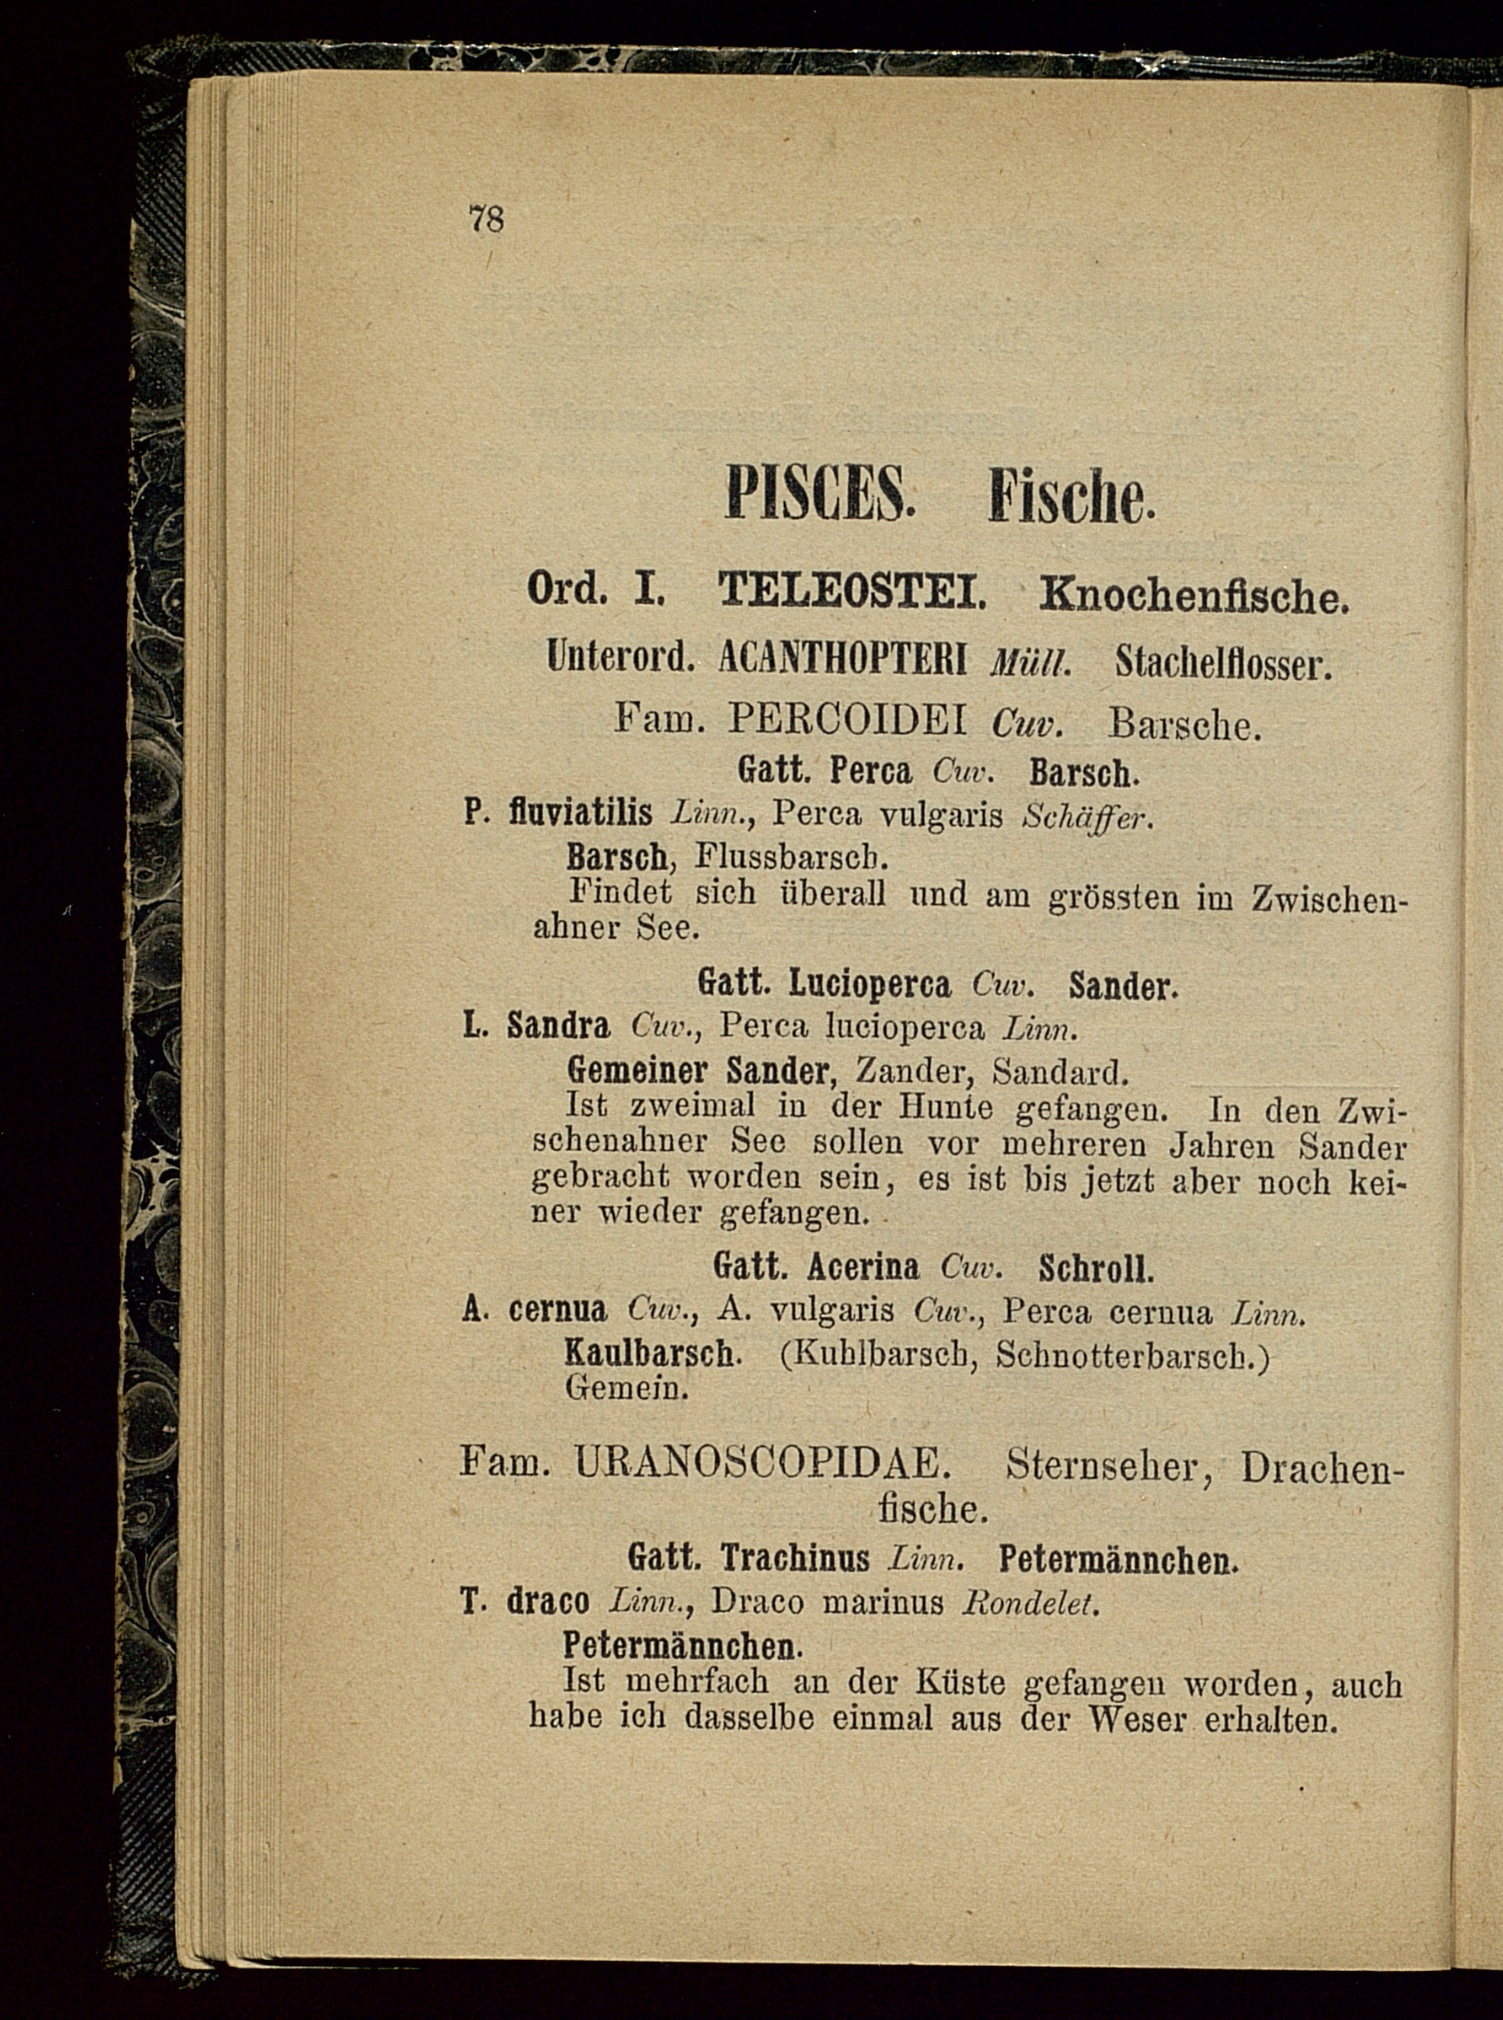 78
PISCES. Fische.
Ord. I. TELEOSTEI. Knochenfische.
Unterord. ACANTHOPTERI Müll. Stachelflosser.
Fam. PERCOIDEI Cuv. Barsche.
Gatt. Perca Cuv. Barsch.
P. fluviatilis Linn., Perca vulgaris Schäffer.
Barsch, Flussbarsch.
Findet sich überall und am grössten im Zwischen-
ahner See.
Gatt. Lucioperca Cuv. Sander.
L. Sandra Cuv., Perca lucioperca Linn.
Gemeiner Sander, Zander, Sandard.
Ist zweimal in der Hunte gefangen. In den Zwi-
schenahner See sollen vor mehreren Jahren Sander
gebracht worden sein, es ist bis jetzt aber noch kei-
ner wieder gefangen.
Gatt. Acerina Cuv. Schroll.
A. cernua Cuv., A. vulgaris Cuv., Perca cernua Linn.
Kaulbarsch. (Kuhlbarsch, Schnotterbarsch.)
Gemein.
Fam. URANOSCOPIDAE. Sternseher, Drachen-
fische.
Gatt. Trachinus Linn. Petermännchen.
T. draco Linn., Draco marinus Rondelet.
Petermännchen.
Ist mehrfach an der Küste gefangen worden, auch
habe ich dasselbe einmal aus der Weser erhalten.